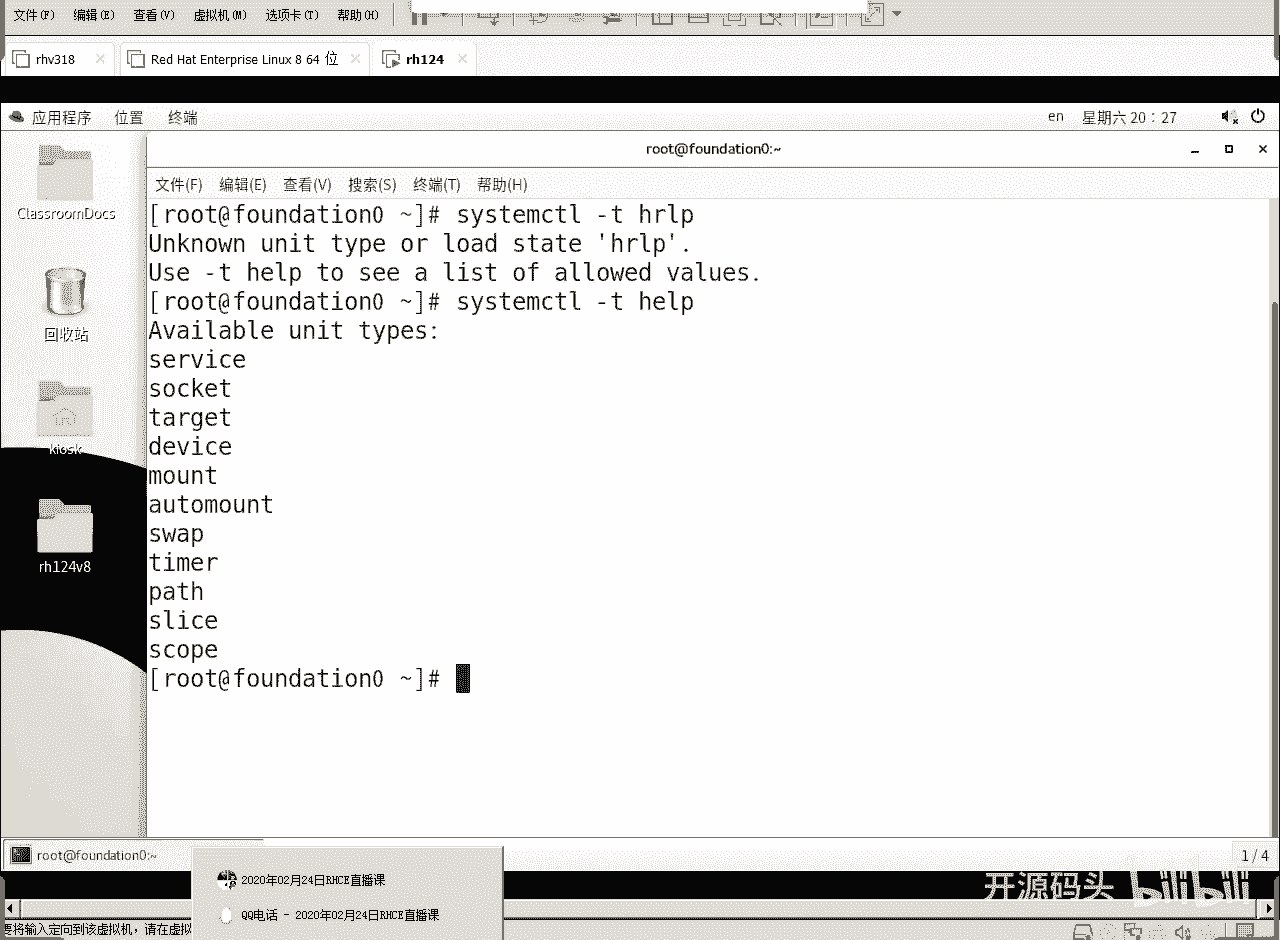 文件(F) 编辑(E) 查看(V) 虚拟机(M) 选项卡(T) 帮助(H)
rhv318 Red Hat Enterprise Linux 8 64 位 rh124
应用程序 位置 终端 en 星期六 20：27
root@foundation0:~
文件(F) 编辑(E) 查看(V) 搜索(S) 终端(T) 帮助(H)
ClassroomDocs
回收站
kiosk
rh124v8
[root@foundation0 ~]# systemctl -t hrlp
Unknown unit type or load state 'hrlp'.
Use -t help to see a list of allowed values.
[root@foundation0 ~]# systemctl -t help
Available unit types:
service
socket
target
device
mount
automount
swap
timer
path
slice
scope
[root@foundation0 ~]#
root@foundation0:~ 1 / 4
2020年02月24日RHCE直播课
QQ电话 - 2020年02月24日RHCE直播课
开源码头 bilibili
要将输入定向到该虚拟机，请在虚拟